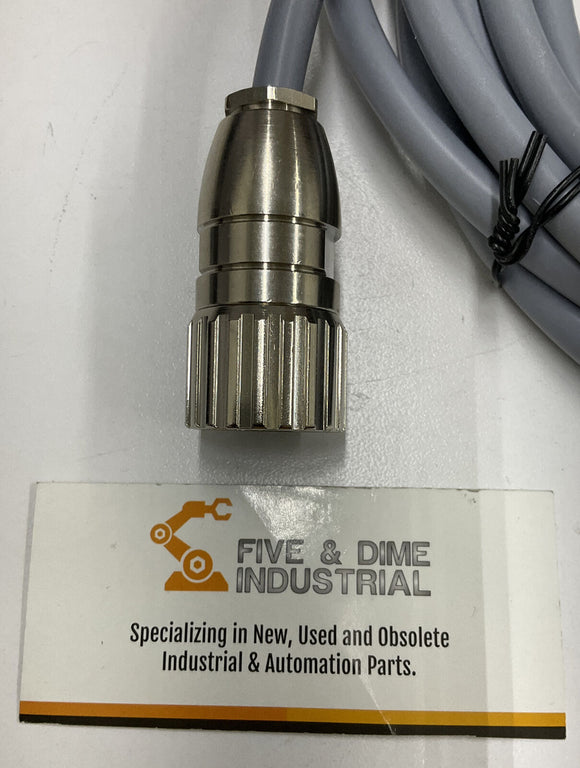 FIVE & DIME
INDUSTRIAL
Specializing in New, Used and Obsolete
Industrial & Automation Parts.